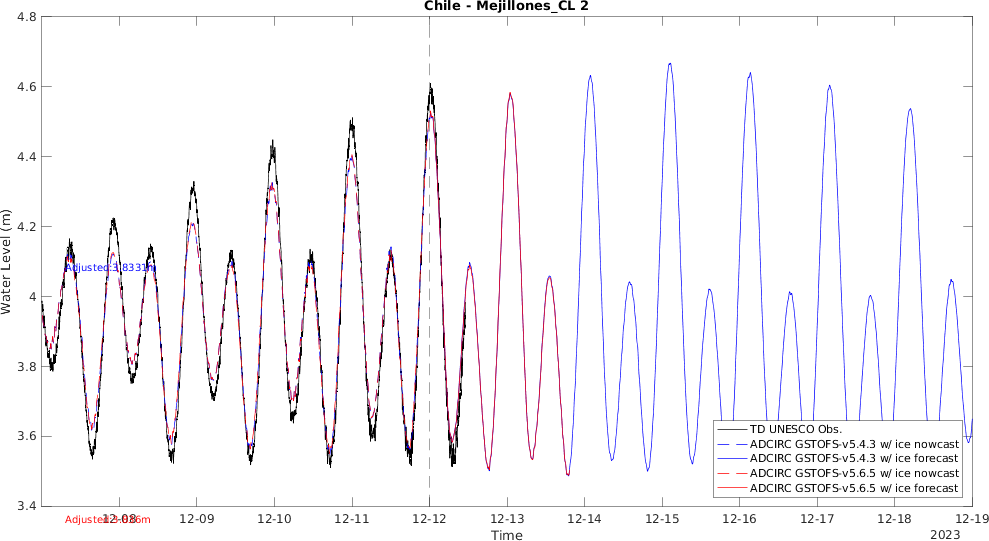 Chile - Mejillones_CL 2
4.8
4.6
4.4
4.2
4
3.8
3.6
3.4
Water Level (m)
Adjusted:3.8331m
TD UNESCO Obs.
ADCIRC GSTOFS-v5.4.3 w/ ice nowcast
ADCIRC GSTOFS-v5.4.3 w/ ice forecast
ADCIRC GSTOFS-v5.6.5 w/ ice nowcast
ADCIRC GSTOFS-v5.6.5 w/ ice forecast
12-08
12-09
12-10
12-11
12-12
12-13
12-14
12-15
12-16
12-17
12-18
12-19
Time
2023